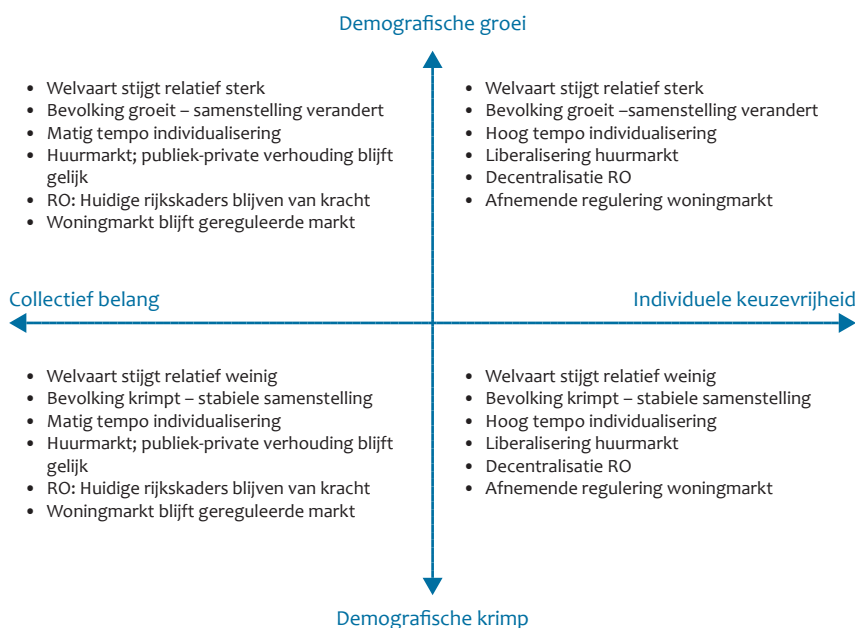 Demografische groei
• Welvaart stijgt relatief sterk
• Bevolking groeit – samenstelling verandert
• Matig tempo individualisering
• Huurmarkt; publiek-private verhouding blijft
gelijk
• RO: Huidige rijkskaders blijven van kracht
• Woningmarkt blijft gereguleerde markt
• Welvaart stijgt relatief sterk
• Bevolking groeit –samenstelling verandert
• Hoog tempo individualisering
• Liberalisering huurmarkt
• Decentralisatie RO
• Afnemende regulering woningmarkt
Collectief belang
Individuele keuzevrijheid
• Welvaart stijgt relatief weinig
• Bevolking krimpt – stabiele samenstelling
• Matig tempo individualisering
• Huurmarkt; publiek-private verhouding blijft
gelijk
• RO: Huidige rijkskaders blijven van kracht
• Woningmarkt blijft gereguleerde markt
• Welvaart stijgt relatief weinig
• Bevolking krimpt – stabiele samenstelling
• Hoog tempo individualisering
• Liberalisering huurmarkt
• Decentralisatie RO
• Afnemende regulering woningmarkt
Demografische krimp